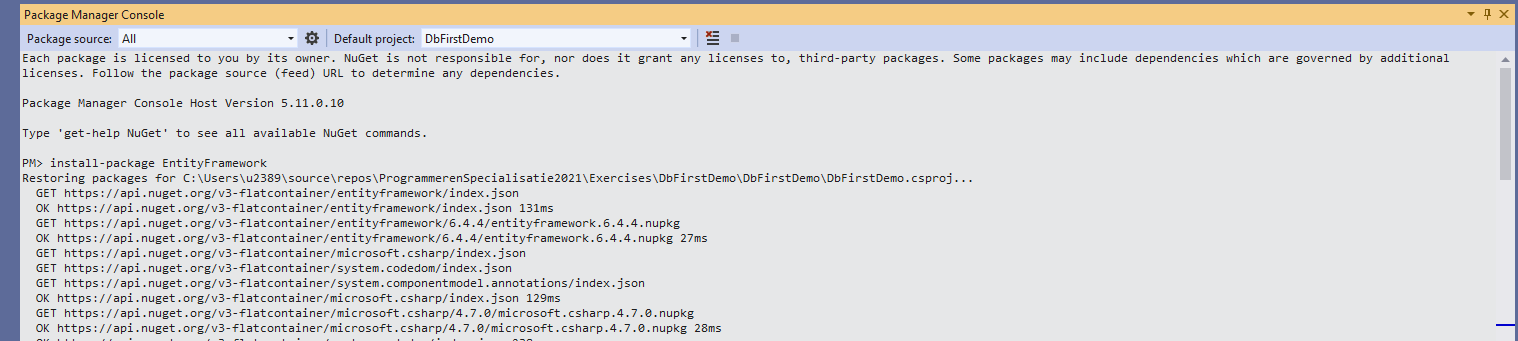 Package Manager Console
Package source: All Default project: DbFirstDemo
Each package is licensed to you by its owner. NuGet is not responsible for, nor does it grant any licenses to, third-party packages. Some packages may include dependencies which are governed by additional
licenses. Follow the package source (feed) URL to determine any dependencies.
Package Manager Console Host Version 5.11.0.10
Type 'get-help NuGet' to see all available NuGet commands.
PM> install-package EntityFramework
Restoring packages for C:\Users\u2389\source\repos\ProgrammerenSpecialisatie2021\Exercises\DbFirstDemo\DbFirstDemo\DbFirstDemo.csproj...
GET https://api.nuget.org/v3-flatcontainer/entityframework/index.json
OK https://api.nuget.org/v3-flatcontainer/entityframework/index.json 131ms
GET https://api.nuget.org/v3-flatcontainer/entityframework/6.4.4/entityframework.6.4.4.nupkg
OK https://api.nuget.org/v3-flatcontainer/entityframework/6.4.4/entityframework.6.4.4.nupkg 27ms
GET https://api.nuget.org/v3-flatcontainer/microsoft.csharp/index.json
GET https://api.nuget.org/v3-flatcontainer/system.codedom/index.json
GET https://api.nuget.org/v3-flatcontainer/system.componentmodel.annotations/index.json
OK https://api.nuget.org/v3-flatcontainer/microsoft.csharp/index.json 129ms
GET https://api.nuget.org/v3-flatcontainer/microsoft.csharp/4.7.0/microsoft.csharp.4.7.0.nupkg
OK https://api.nuget.org/v3-flatcontainer/microsoft.csharp/4.7.0/microsoft.csharp.4.7.0.nupkg 28ms